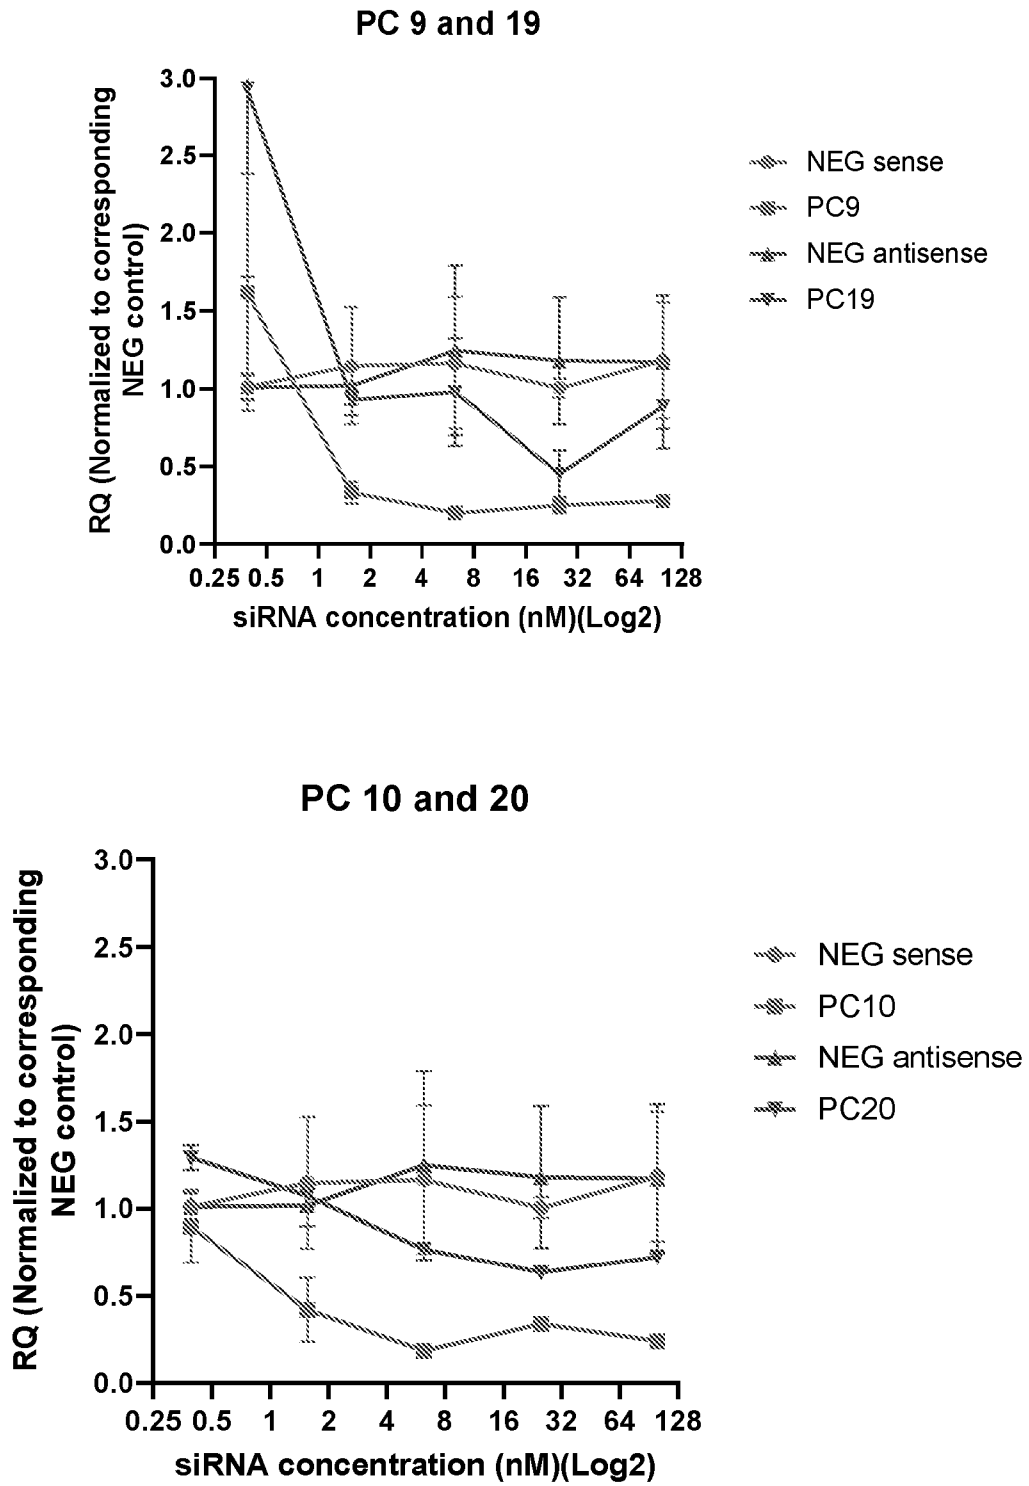 PC 9 and 19
RQ (Normalized to corresponding
NEG control)
3.0
2.5
2.0
1.5
1.0
0.5
0.0
0.25 0.5 1 2 4 8 16 32 64 128
siRNA concentration (nM)(Log2)
NEG sense
PC9
NEG antisense
PC19
PC 10 and 20
RQ (Normalized to corresponding
NEG control)
3.0
2.5
2.0
1.5
1.0
0.5
0.0
0.25 0.5 1 2 4 8 16 32 64 128
siRNA concentration (nM)(Log2)
NEG sense
PC10
NEG antisense
PC20